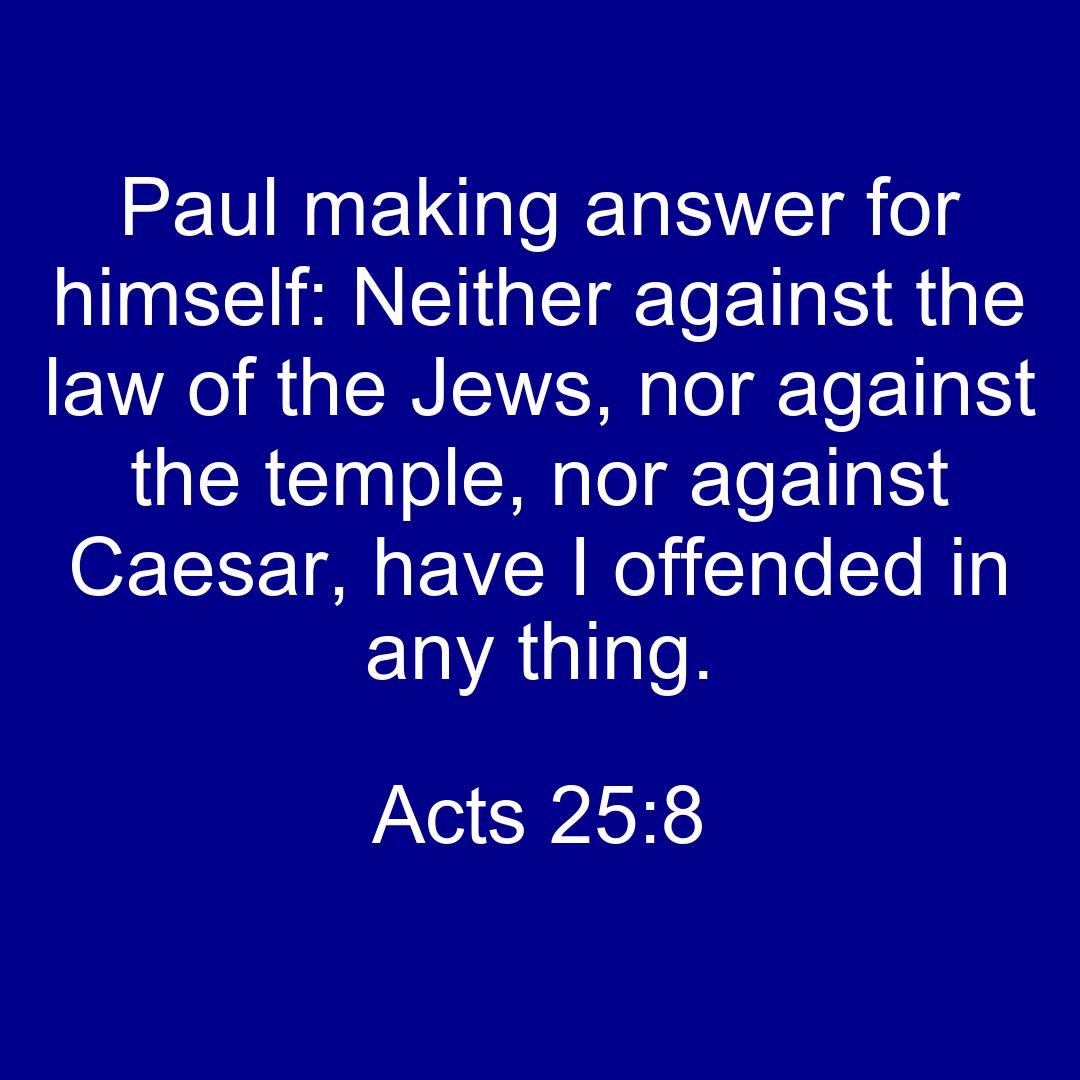 Paul making answer for
himself: Neither against the
law of the Jews, nor against
the temple, nor against
Caesar, have I offended in
any thing.
Acts 25:8